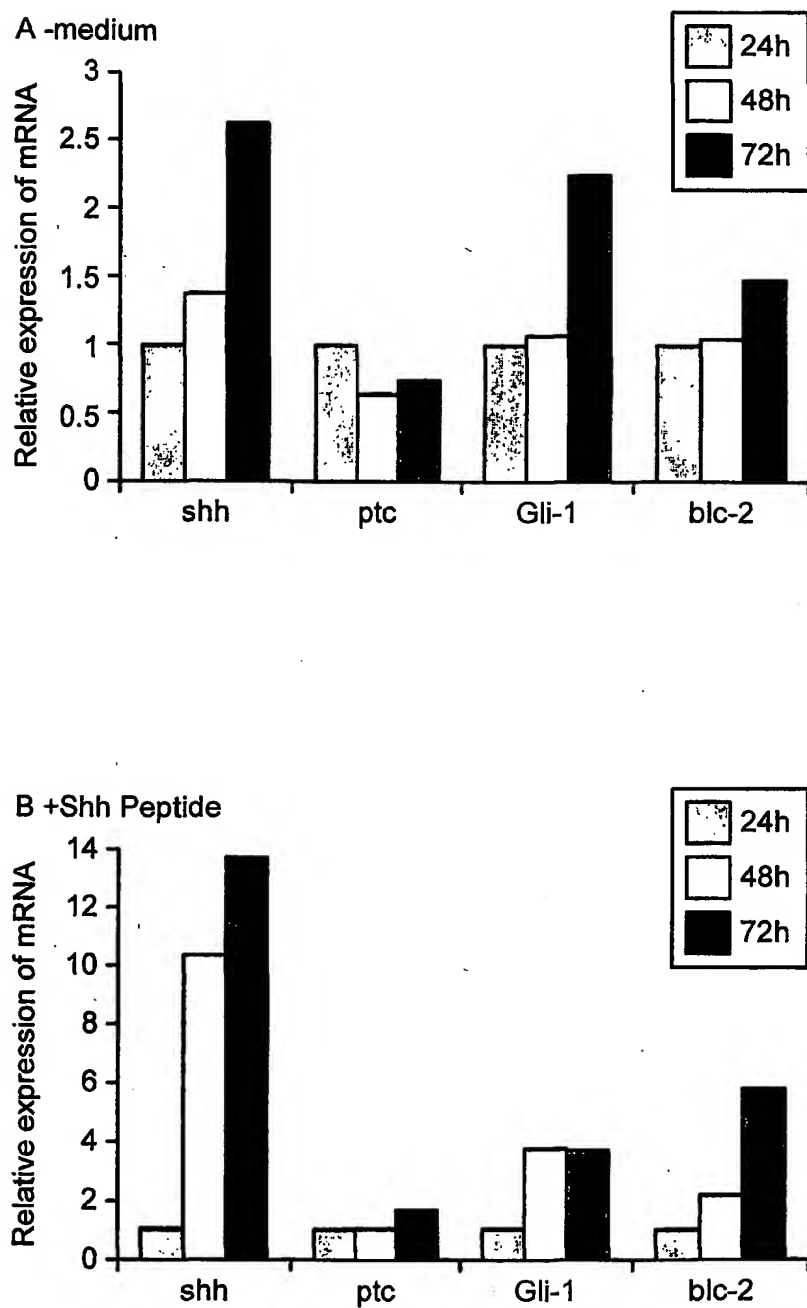 A -medium
24h
48h
72h
Relative expression of mRNA
3
2.5
2
1.5
1
0.5
0
shh ptc Gli-1 blc-2
B +Shh Peptide
24h
48h
72h
Relative expression of mRNA
14
12
10
8
6
4
2
0
shh ptc Gli-1 blc-2